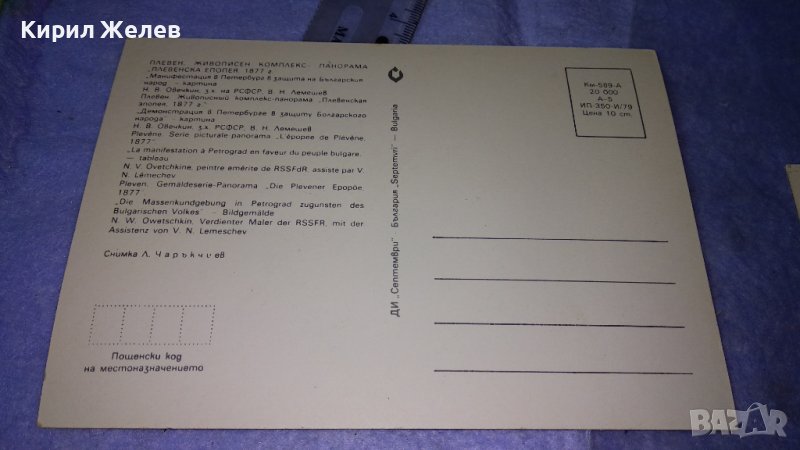 Кирил Желев
ПЛЕВЕН. ЖИВОПИСЕН КОМПЛЕКС- ПАНОРАМА
„ПЛЕВЕНСКА ЕПОПЕЯ, 1877 г.
„Манифестация в Петербург в защита на Българския
народ - картина
Н. В. Овечкин, з.х. на РСФСР, В. Н. Лемешев
Плевен. Живописный комплекс-панорама „Плевенская
эпопея, 1877 г."
„Демонстрация в Петербурге в защиту Болгарского
народа - картина
Н. В. Овечкин, з.х. РСФСР, В. Н. Лемешев
Plevène. Serie picturale panorama „L'épopee de Plévène,
1877"
„La manifestation à Petrograd en faveur du peuple bulgare.
— tableau
N. V. Ovetchkine, peintre emérite de RSSFdR, assiste par V.
N. Lémechev
Pleven. Gemäldeserie-Panorama „Die Plevener Epopöe,
1877
„Die Massenkundgebung in Petrograd zugunsten des
Bulgarischen Volkes" - Bildgemälde
N. W. Owetschkin, Verdienter Maler der RSSFR, mit der
Assistenz von V. N. Lemeschev
Снимка Л. Чаръкчиев
Пощенски код
на местоназначението
ДИ „Септември" - България „Septemvri" — Bulgaria
Км-589-А
20 000
А-5
ИП-350-И/79
Цена 10 ст.
BAZAR